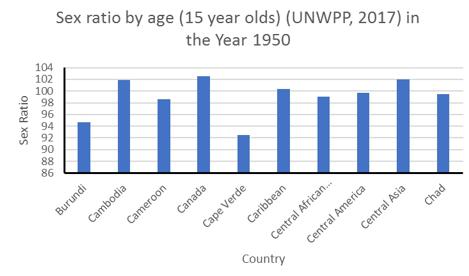 Sex ratio by age (15 year olds) (UNWPP, 2017) in
the Year 1950
104
102
100
98
96
94
92
90
88
86
Sex Ratio
Burundi
Cambodia
Cameroon
Canada
Cape Verde
Caribbean
Central African...
Central America
Central Asia
Chad
Country